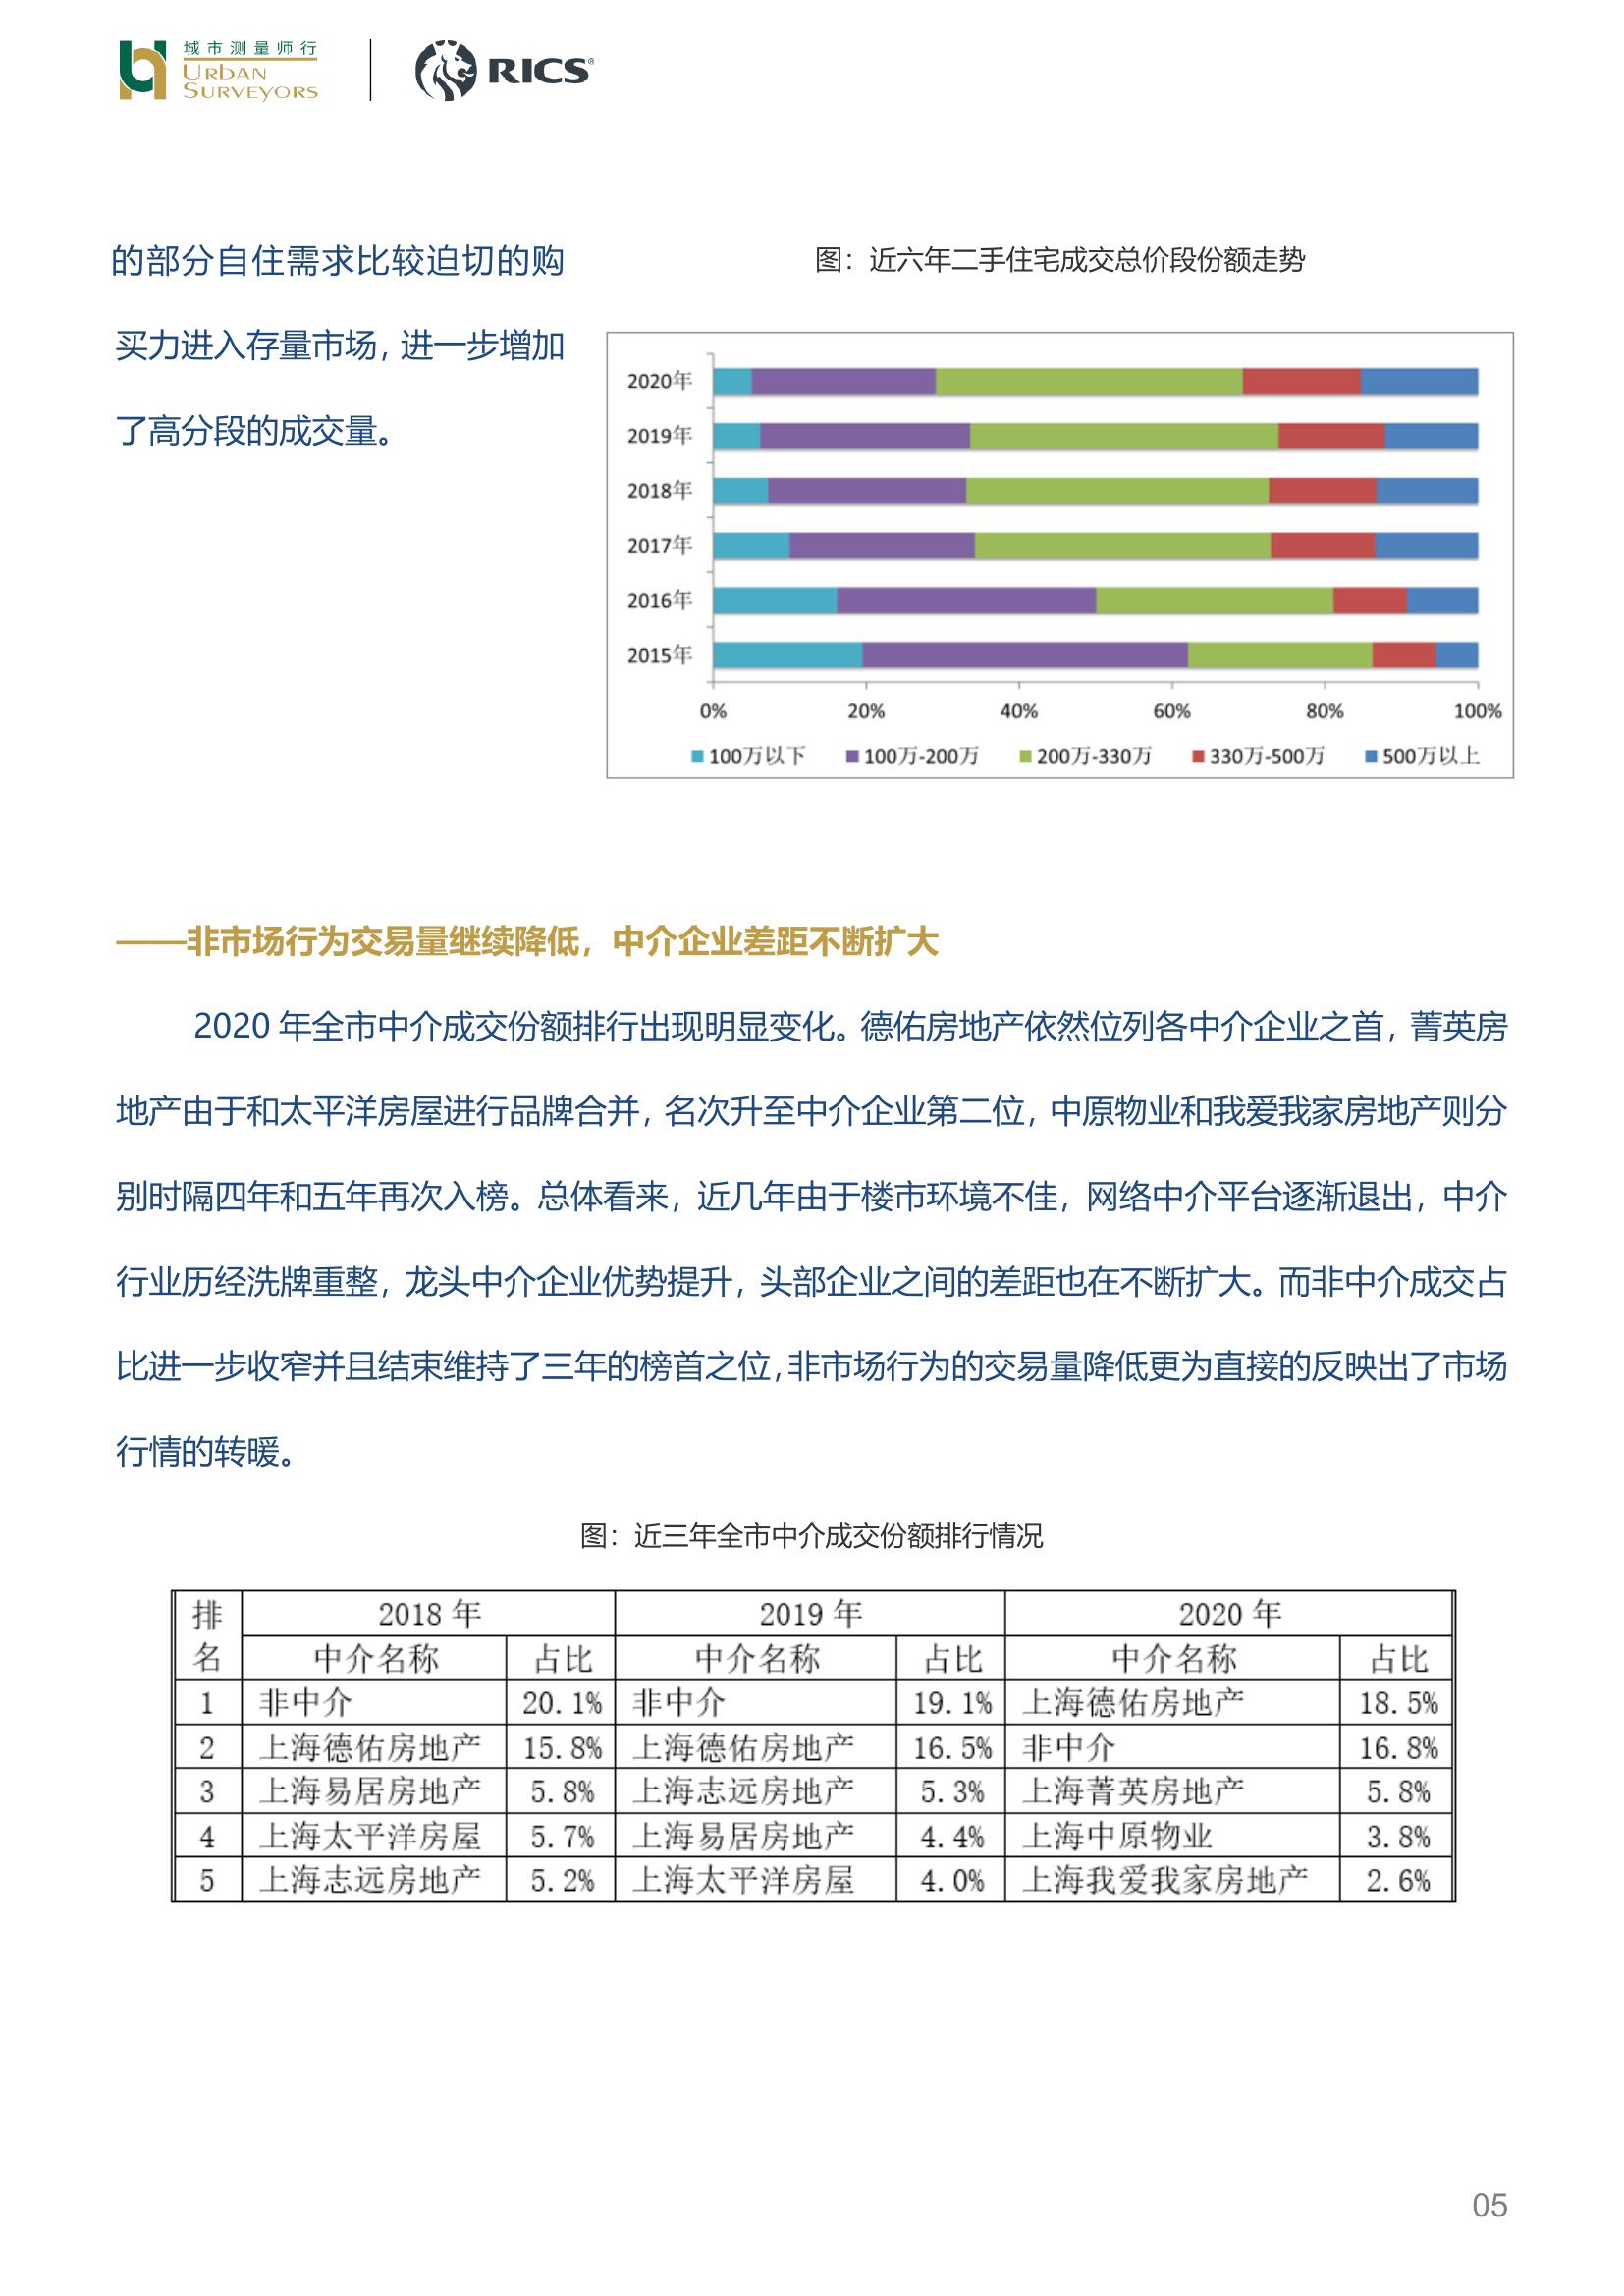 城市测量师行
URBAN
SURVEYORS
RICS®
的部分自住需求比较迫切的购
买力进入存量市场，进一步增加
了高分段的成交量。
图：近六年二手住宅成交总价段份额走势
2020年
2019年
2018年
2017年
2016年
2015年
0% 20% 40% 60% 80% 100%
100万以下 100万-200万 200万-330万 330万-500万 500万以上
——非市场行为交易量继续降低，中介企业差距不断扩大
2020 年全市中介成交份额排行出现明显变化。德佑房地产依然位列各中介企业之首，菁英房
地产由于和太平洋房屋进行品牌合并，名次升至中介企业第二位，中原物业和我爱我家房地产则分
别时隔四年和五年再次入榜。总体看来，近几年由于楼市环境不佳，网络中介平台逐渐退出，中介
行业历经洗牌重整，龙头中介企业优势提升，头部企业之间的差距也在不断扩大。而非中介成交占
比进一步收窄并且结束维持了三年的榜首之位，非市场行为的交易量降低更为直接的反映出了市场
行情的转暖。
图：近三年全市中介成交份额排行情况
排名 2018 年 2019 年 2020 年
中介名称 占比 中介名称 占比 中介名称 占比
1 非中介 20.1% 非中介 19.1% 上海德佑房地产 18.5%
2 上海德佑房地产 15.8% 上海德佑房地产 16.5% 非中介 16.8%
3 上海易居房地产 5.8% 上海志远房地产 5.3% 上海菁英房地产 5.8%
4 上海太平洋房屋 5.7% 上海易居房地产 4.4% 上海中原物业 3.8%
5 上海志远房地产 5.2% 上海太平洋房屋 4.0% 上海我爱我家房地产 2.6%
05